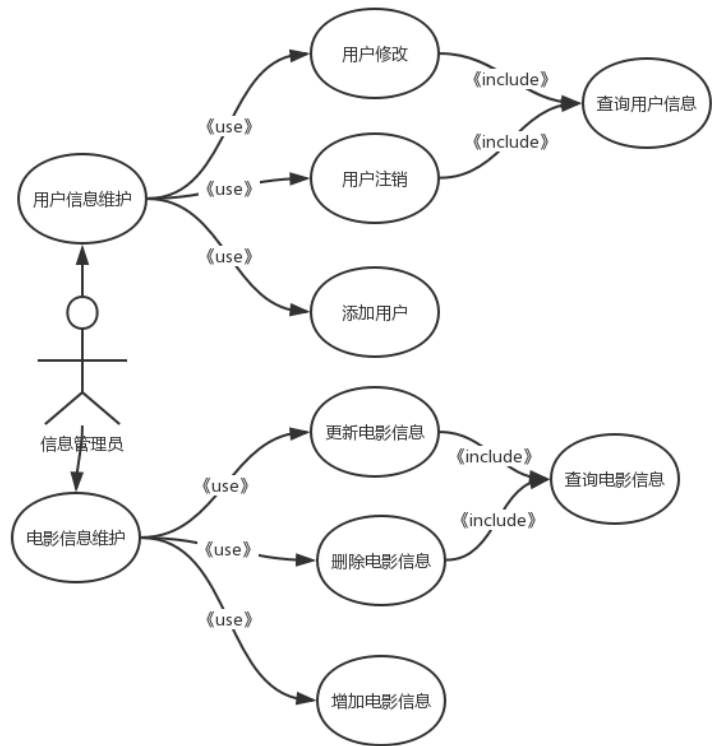 用户修改
《include》
查询用户信息
《use》
《include》
用户注销
《use》
用户信息维护
《use》
添加用户
信息管理员
更新电影信息
《include》
查询电影信息
《use》
《include》
电影信息维护
《use》
删除电影信息
《use》
增加电影信息